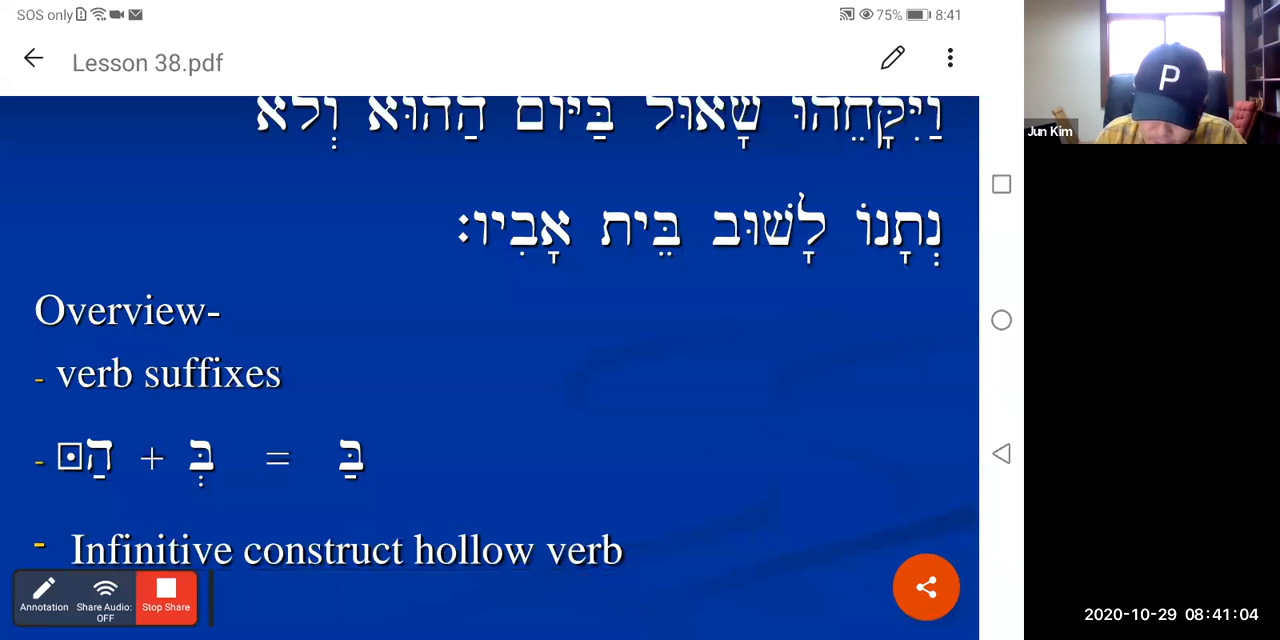 SOS only 75% 8:41
Lesson 38.pdf
וַיִּקָּחֵהוּ שָׁאוּל בַּיּוֹם הַהוּא וְלֹא
נְתָנוֹ לָשׁוּב בֵּית אָבִיו׃
Overview-
- verb suffixes
- הַ⊡ + בְּ = בַּ
- Infinitive construct hollow verb
Annotation
Share Audio: OFF
Stop Share
P
Jun Kim
2020-10-29 08:41:04